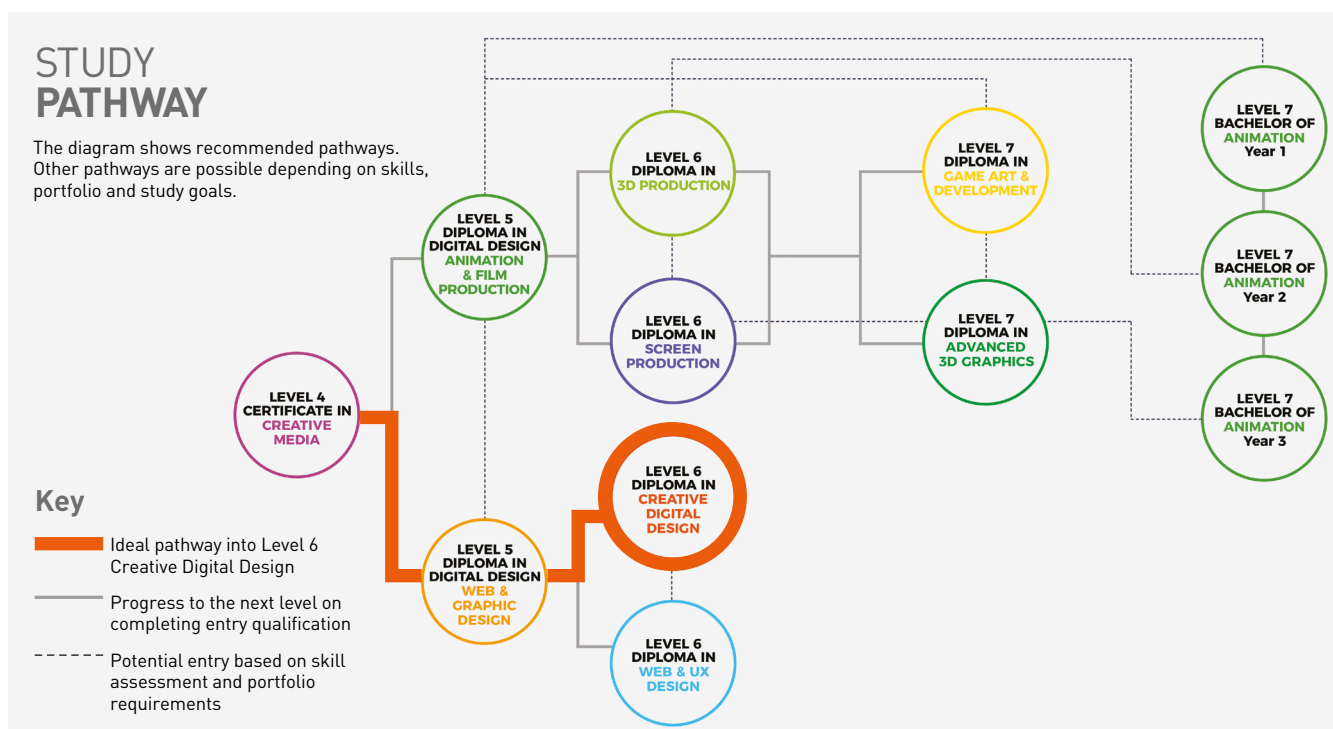 STUDY
PATHWAY
The diagram shows recommended pathways.
Other pathways are possible depending on skills,
portfolio and study goals.
LEVEL 4
CERTIFICATE IN
CREATIVE
MEDIA
LEVEL 5
DIPLOMA IN
DIGITAL DESIGN
ANIMATION
& FILM
PRODUCTION
LEVEL 5
DIPLOMA IN
DIGITAL DESIGN
WEB &
GRAPHIC
DESIGN
LEVEL 6
DIPLOMA IN
3D PRODUCTION
LEVEL 6
DIPLOMA IN
SCREEN
PRODUCTION
LEVEL 6
DIPLOMA IN
CREATIVE
DIGITAL
DESIGN
LEVEL 6
DIPLOMA IN
WEB & UX
DESIGN
LEVEL 7
DIPLOMA IN
GAME ART &
DEVELOPMENT
LEVEL 7
DIPLOMA IN
ADVANCED
3D GRAPHICS
LEVEL 7
BACHELOR OF
ANIMATION
Year 1
LEVEL 7
BACHELOR OF
ANIMATION
Year 2
LEVEL 7
BACHELOR OF
ANIMATION
Year 3
Key
Ideal pathway into Level 6
Creative Digital Design
Progress to the next level on
completing entry qualification
Potential entry based on skill
assessment and portfolio
requirements